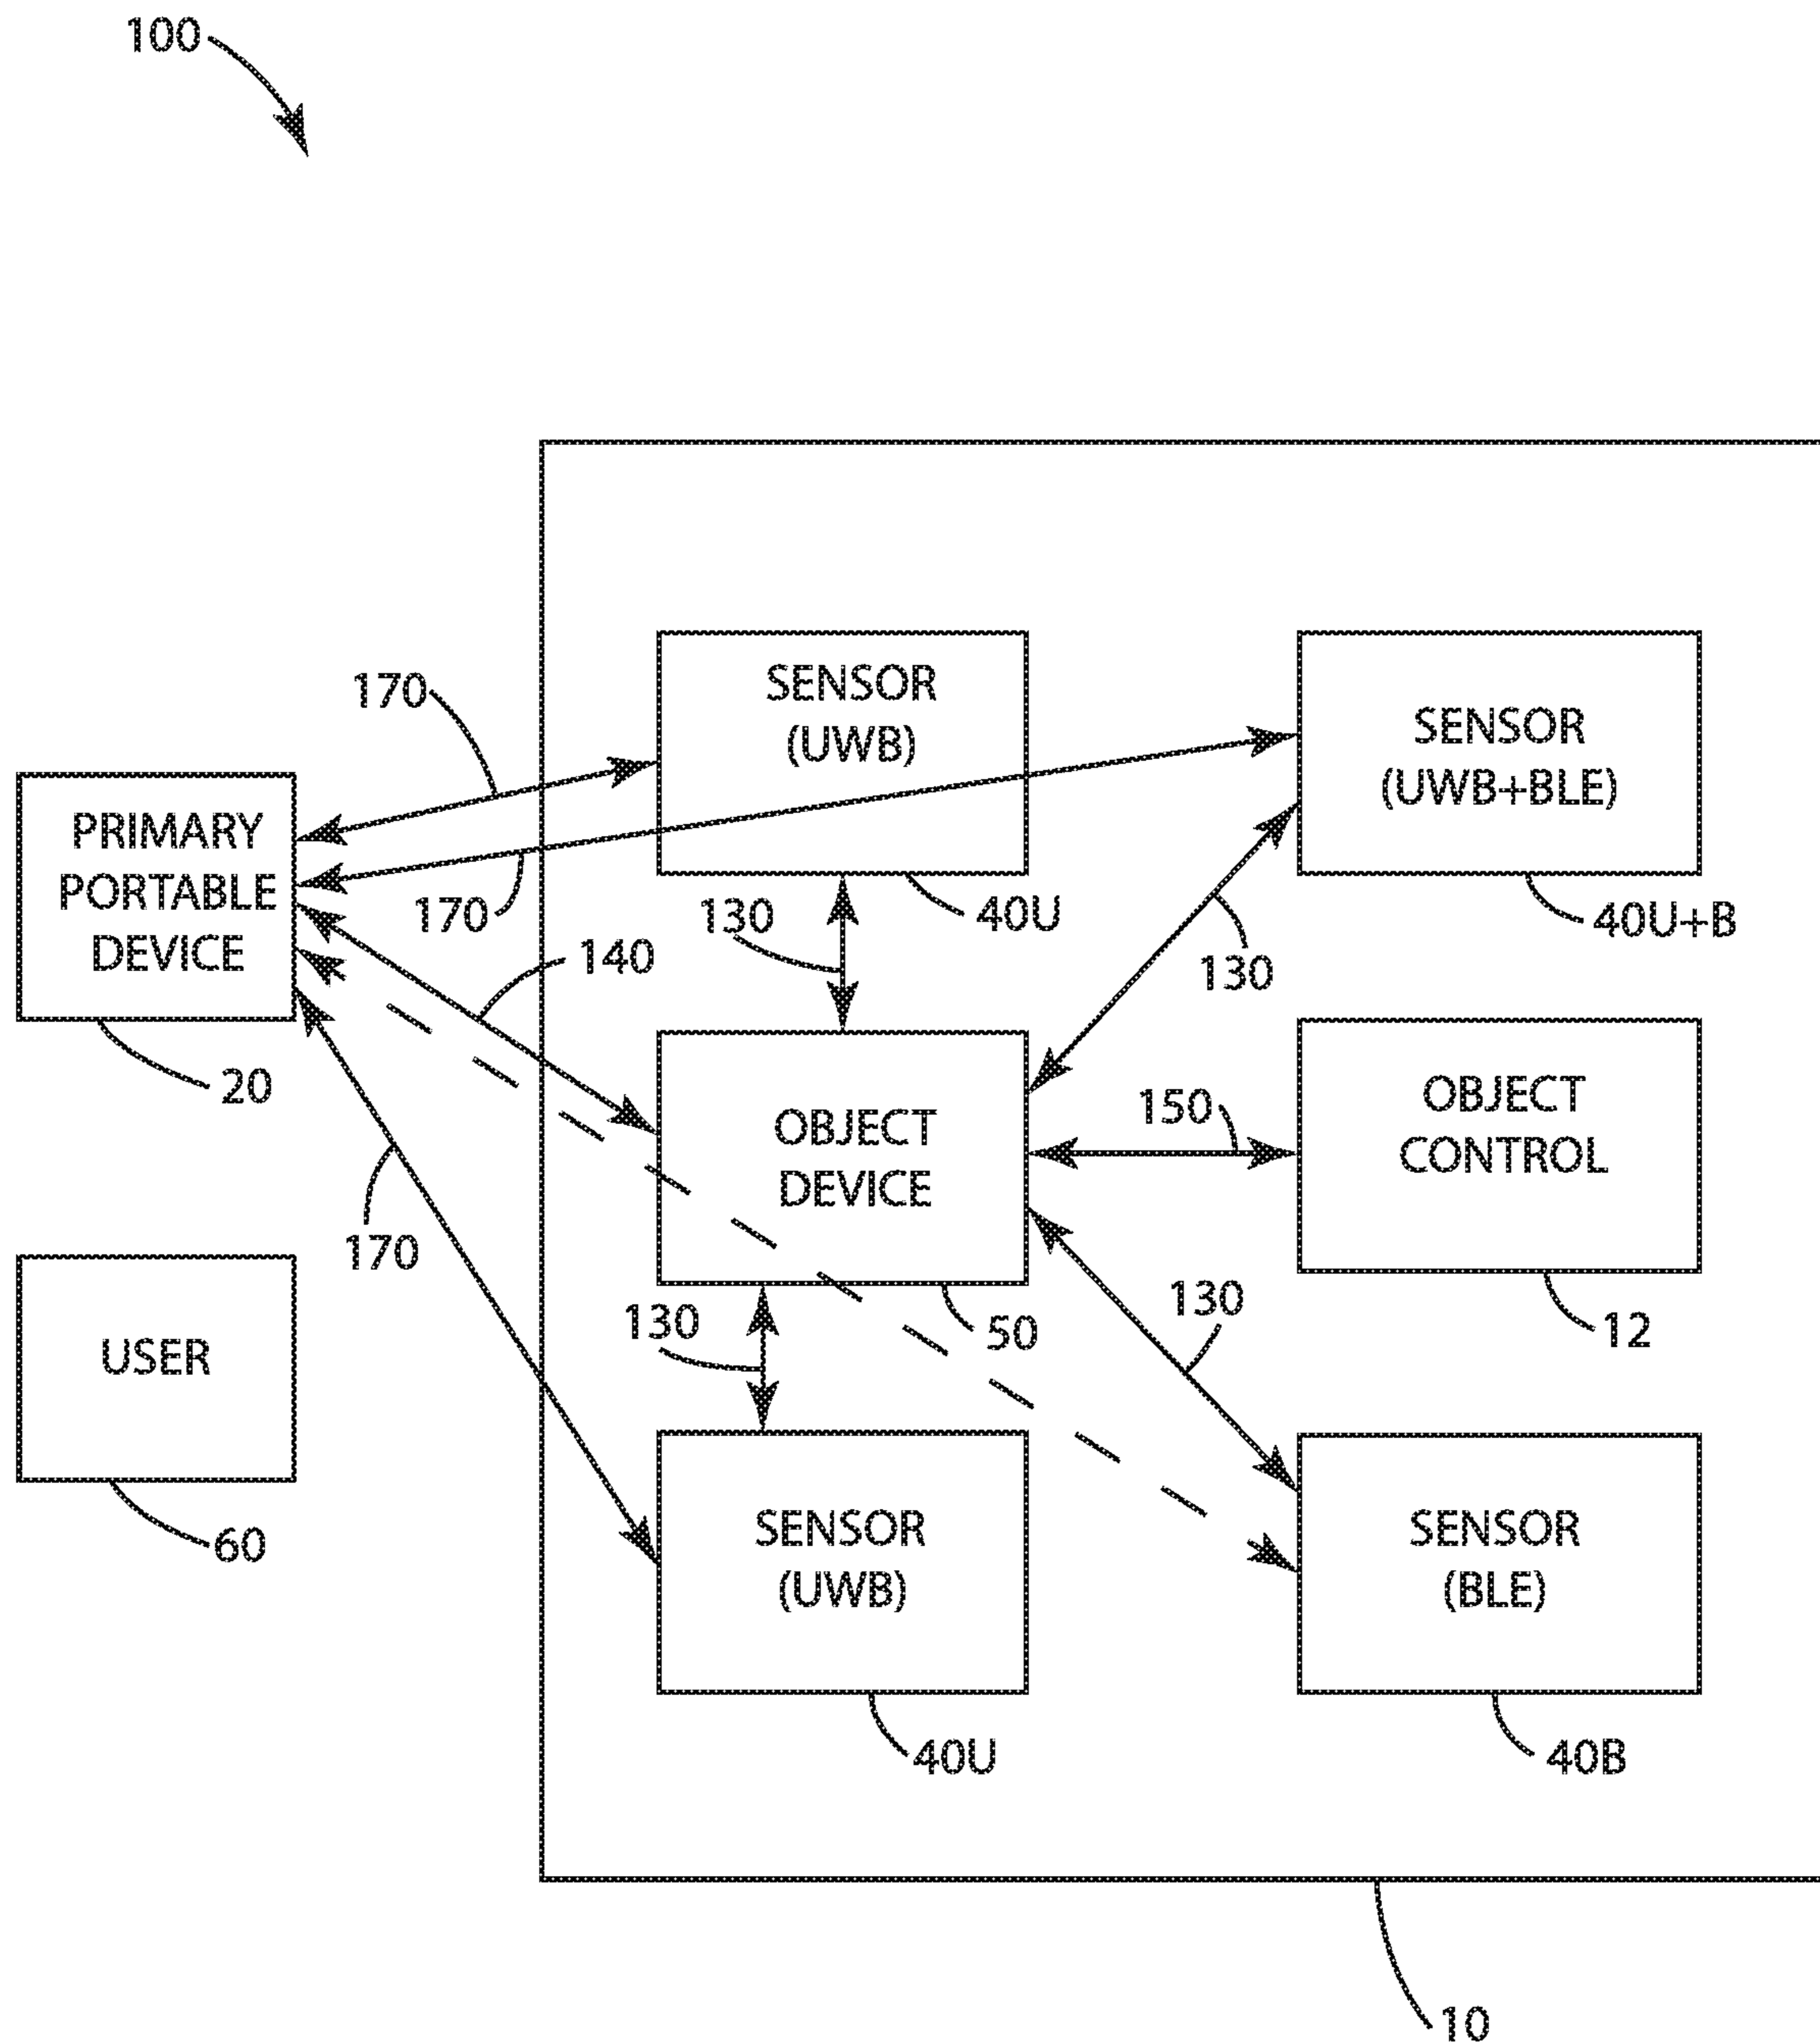 100
170
SENSOR
(UWB)
SENSOR
(UWB+BLE)
PRIMARY
PORTABLE
DEVICE
170
130
40U
40U+B
140
130
20
OBJECT
DEVICE
150
OBJECT
CONTROL
170
130
50
130
12
USER
60
SENSOR
(UWB)
SENSOR
(BLE)
40U
40B
10